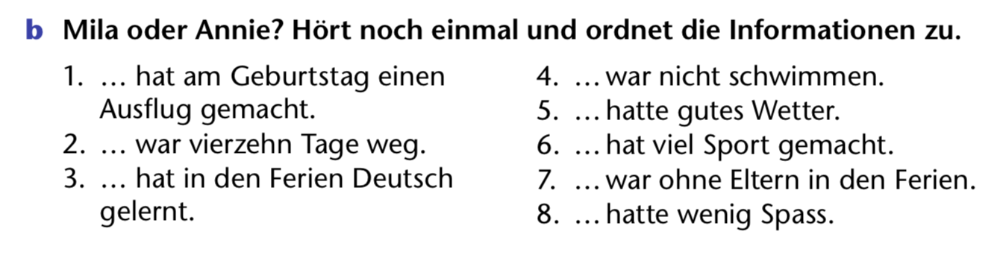 b Mila oder Annie? Hört noch einmal und ordnet die Informationen zu.
1. … hat am Geburtstag einen
Ausflug gemacht.
2. … war vierzehn Tage weg.
3. … hat in den Ferien Deutsch
gelernt.
4. … war nicht schwimmen.
5. … hatte gutes Wetter.
6. … hat viel Sport gemacht.
7. … war ohne Eltern in den Ferien.
8. … hatte wenig Spass.